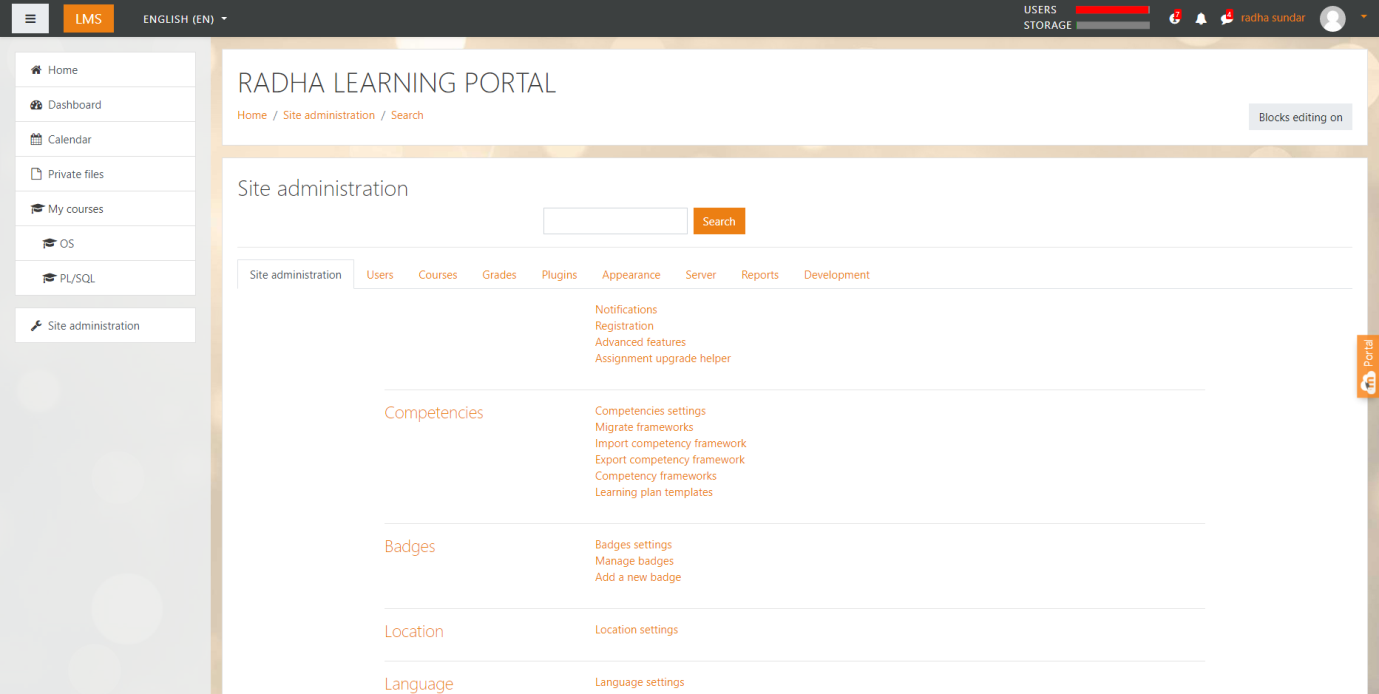 LMS
ENGLISH (EN)
USERS
STORAGE
7
4
radha sundar
Home
Dashboard
Calendar
Private files
My courses
OS
PL/SQL
Site administration
RADHA LEARNING PORTAL
Home / Site administration / Search
Blocks editing on
Site administration
Search
Site administration Users Courses Grades Plugins Appearance Server Reports Development
Notifications
Registration
Advanced features
Assignment upgrade helper
Competencies
Competencies settings
Migrate frameworks
Import competency framework
Export competency framework
Competency frameworks
Learning plan templates
Badges
Badges settings
Manage badges
Add a new badge
Location
Location settings
Language
Language settings
Portal